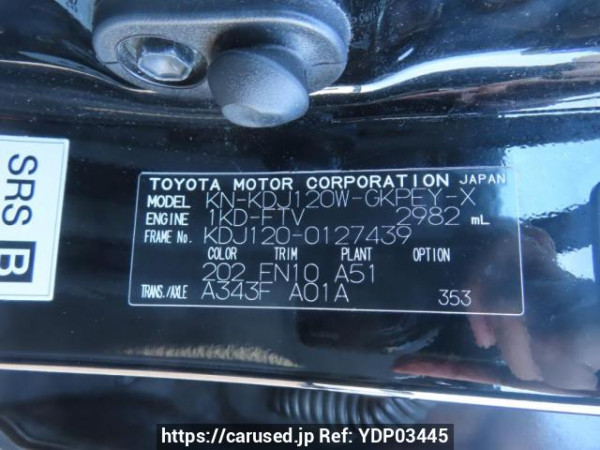 SRS B
TOYOTA MOTOR CORPORATION JAPAN
MODEL KN-KDJ120W-GKPEY-X
ENGINE 1KD-FTV 2982 mL
FRAME No. KDJ120-0127439
COLOR TRIM PLANT OPTION
202 FN10 A51
TRANS./AXLE A343F A01A 353
https://carused.jp Ref: YDP03445